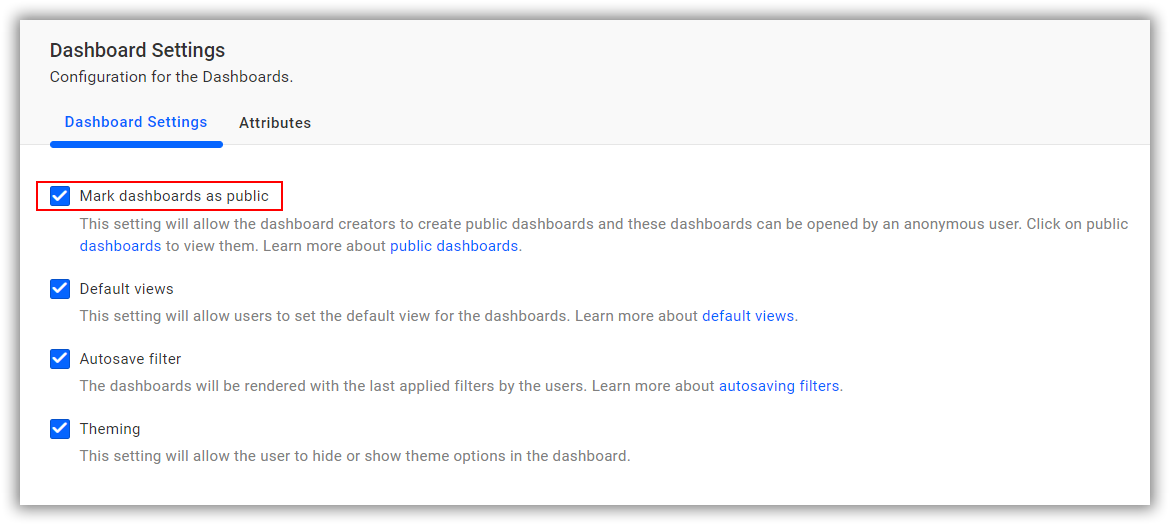 Dashboard Settings
Configuration for the Dashboards.
Dashboard Settings Attributes
Mark dashboards as public
This setting will allow the dashboard creators to create public dashboards and these dashboards can be opened by an anonymous user. Click on public
dashboards to view them. Learn more about public dashboards.
Default views
This setting will allow users to set the default view for the dashboards. Learn more about default views.
Autosave filter
The dashboards will be rendered with the last applied filters by the users. Learn more about autosaving filters.
Theming
This setting will allow the user to hide or show theme options in the dashboard.